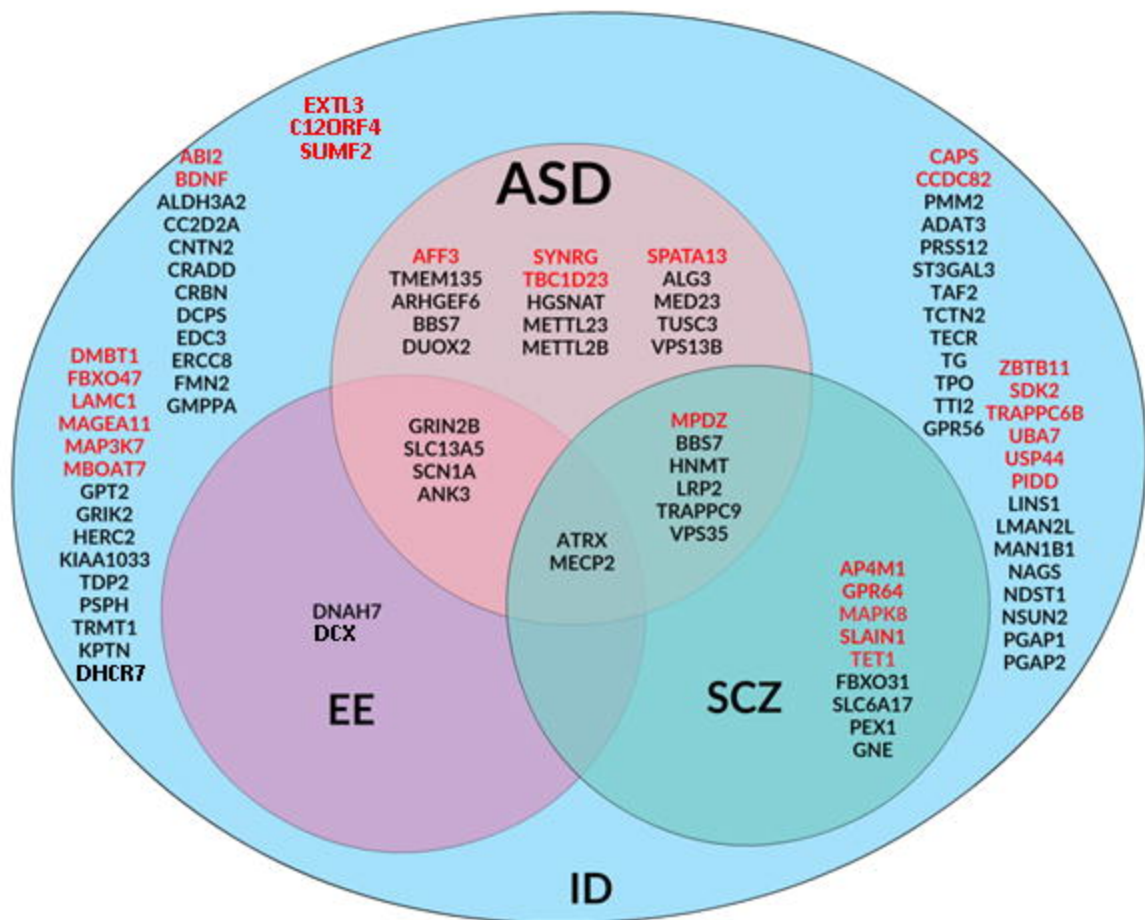 EXTL3
C12ORF4
SUMF2
ABI2
BDNF
ALDH3A2
CC2D2A
CNTN2
CRADD
CRBN
DCPS
EDC3
ERCC8
FMN2
GMPPA
DMBT1
FBXO47
LAMC1
MAGEA11
MAP3K7
MBOAT7
GPT2
GRIK2
HERC2
KIAA1033
TDP2
PSPH
TRMT1
KPTN
DHCR7
ASD
AFF3
TMEM135
ARHGEF6
BBS7
DUOX2
SYNRG
TBC1D23
HGSNAT
METTL23
METTL2B
SPATA13
ALG3
MED23
TUSC3
VPS13B
GRIN2B
SLC13A5
SCN1A
ANK3
MPDZ
BBS7
HNMT
LRP2
TRAPPC9
VPS35
ATRX
MECP2
DNAH7
DCX
EE
SCZ
AP4M1
GPR64
MAPK8
SLAIN1
TET1
FBXO31
SLC6A17
PEX1
GNE
CAPS
CCDC82
PMM2
ADAT3
PRSS12
ST3GAL3
TAF2
TCTN2
TECR
TG
TPO
TTI2
GPR56
ZBTB11
SDK2
TRAPPC6B
UBA7
USP44
PIDD
LINS1
LMAN2L
MAN1B1
NAGS
NDST1
NSUN2
PGAP1
PGAP2
ID